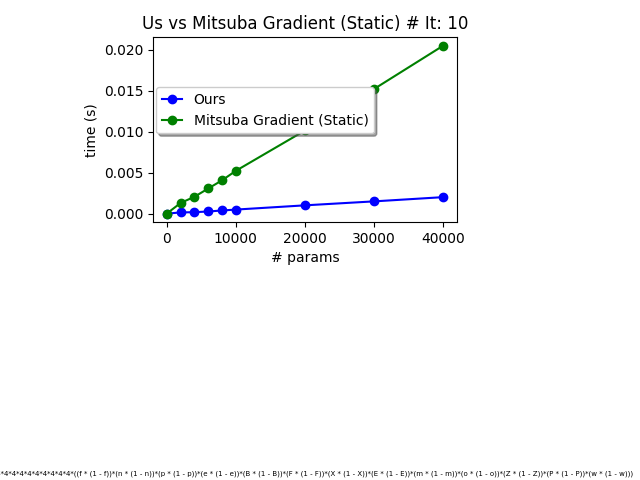 Us vs Mitsuba Gradient (Static) # It: 10
0.020
0.015
0.010
0.005
0.000
time (s)
Ours
Mitsuba Gradient (Static)
0 10000 20000 30000 40000
# params
*4*4*4*4*4*4*4*4*4*((f * (1 - f))*(n * (1 - n))*(p * (1 - p))*(e * (1 - e))*(B * (1 - B))*(F * (1 - F))*(X * (1 - X))*(E * (1 - E))*(m * (1 - m))*(o * (1 - o))*(Z * (1 - Z))*(P * (1 - P))*(w * (1 - w)))